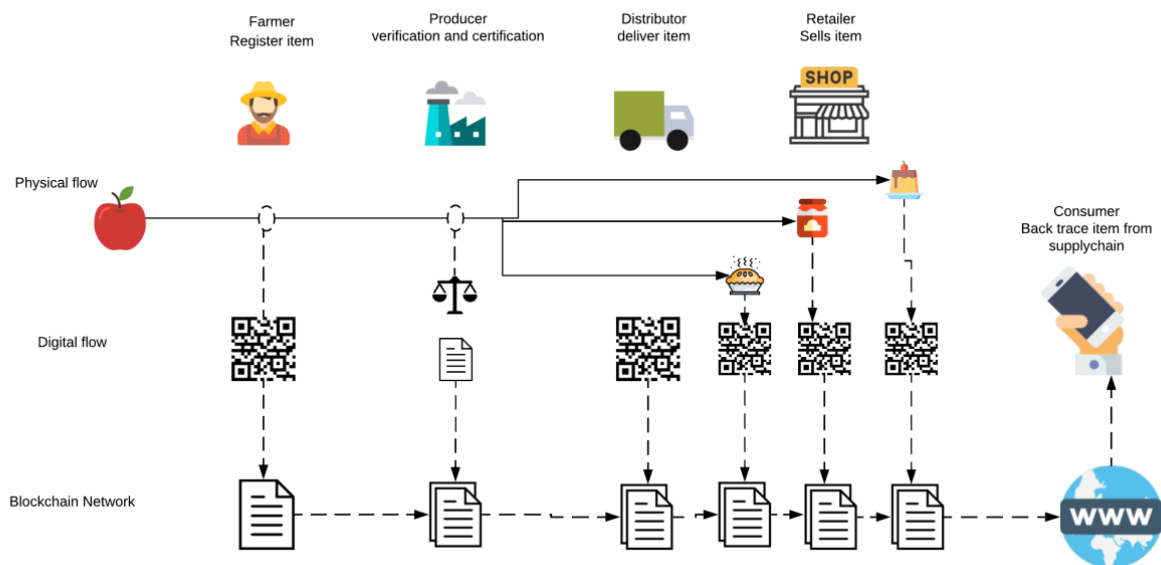 Farmer
Register item
Producer
verification and certification
Distributor
deliver item
Retailer
Sells item
SHOP
Physical flow
Consumer
Back trace item from
supplychain
Digital flow
Blockchain Network
WWW